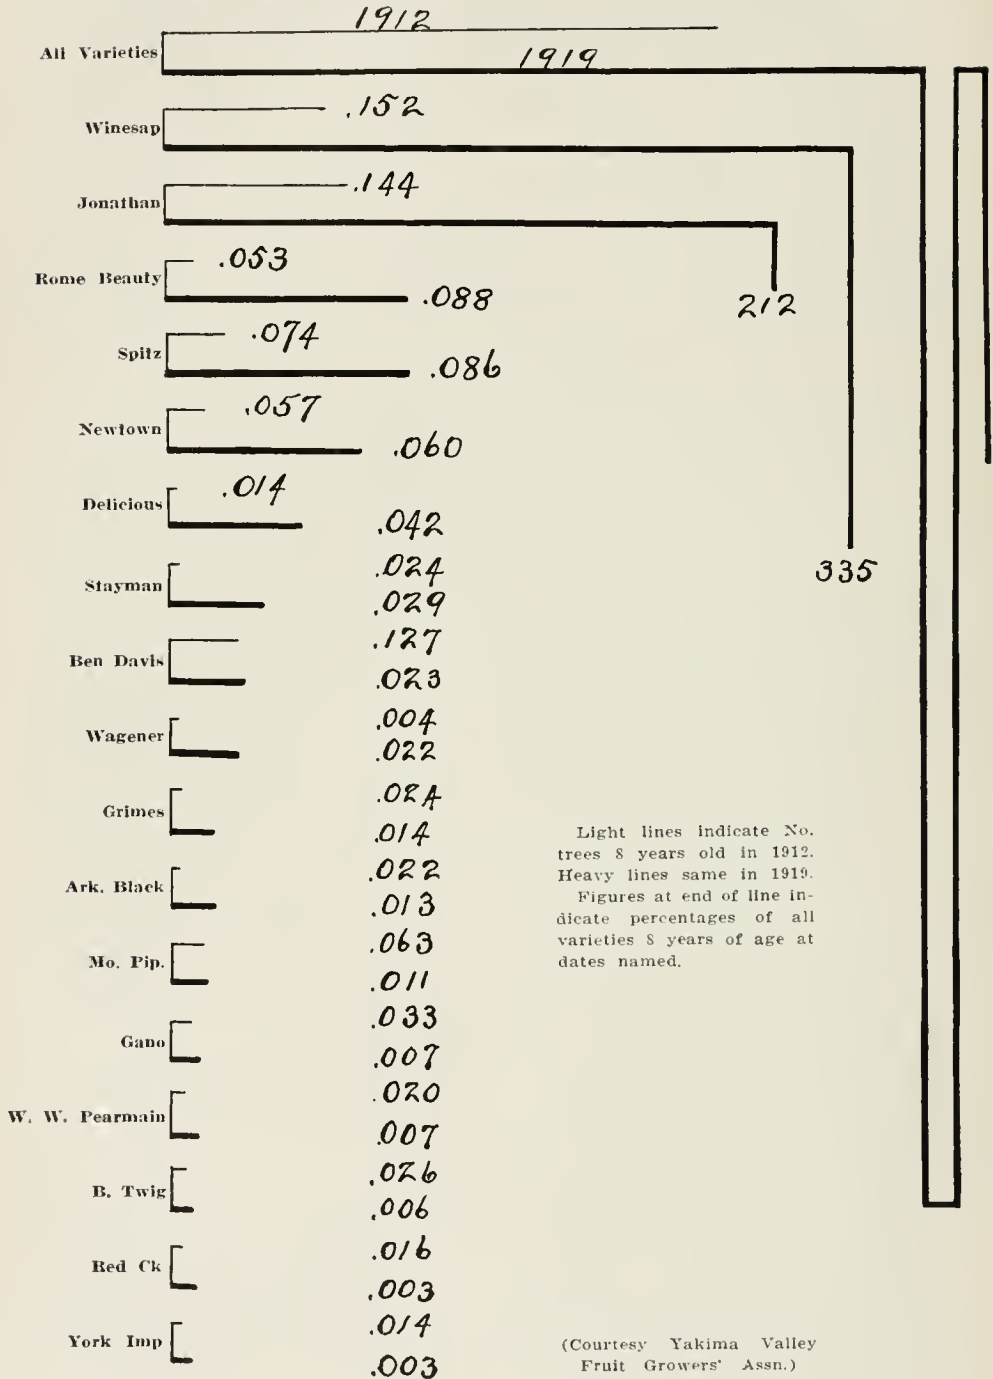 1912
All Varieties
1919
Winesap .152
Jonathan .144
Rome Beauty .053
.088
212
Spitz .074
.086
Newtown .057
.060
Delicious .014
.042
335
Stayman .024
.029
Ben Davis .127
.023
Wagener .004
.022
Grimes .024
.014
Ark. Black .022
.013
Mo. Pip. .063
.011
Gano .033
.007
W. W. Pearmain .020
.007
B. Twig .026
.006
Red Ck .016
.003
York Imp .014
.003
Light lines indicate No.
trees 8 years old in 1912.
Heavy lines same in 1919.
Figures at end of line in-
dicate percentages of all
varieties 8 years of age at
dates named.
(Courtesy Yakima Valley
Fruit Growers' Assn.)